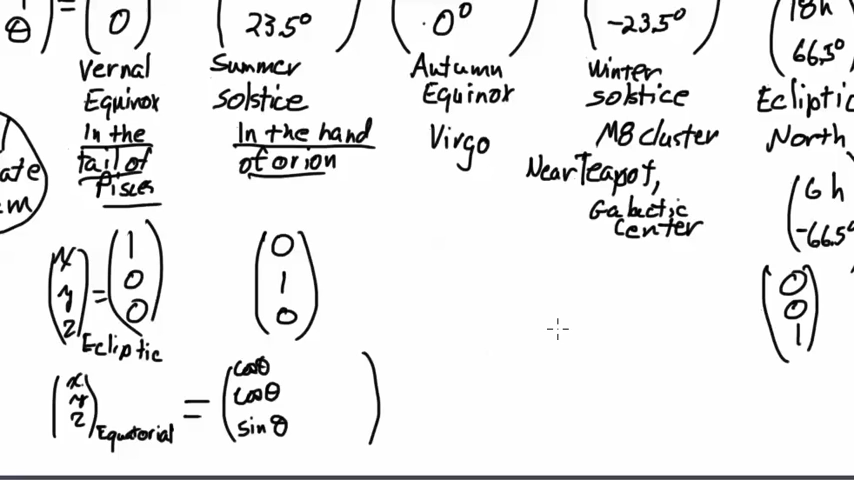 θ = 0 23.5° 0° -23.5° 18h
66.5°
Vernal Equinox
In the
tail of
Pisces
Summer
Solstice
In the hand
of orion
Autumn
Equinox
Virgo
Winter
solstice
M8 cluster
Near Teapot,
Galactic
Center
Ecliptic
North
6h
-66.5°
ate
em
x
y
z Ecliptic
=
1
0
0
0
1
0
0
0
1
x
y
z Equatorial
=
cosθ
cosθ
sinθ